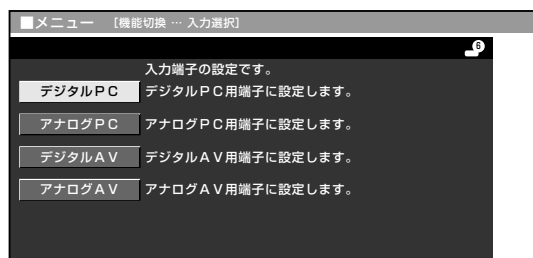 ■メニュー [機能切換 … 入力選択]
6
入力端子の設定です。
デジタルPC デジタルPC用端子に設定します。
アナログPC アナログPC用端子に設定します。
デジタルAV デジタルAV用端子に設定します。
アナログAV アナログAV用端子に設定します。